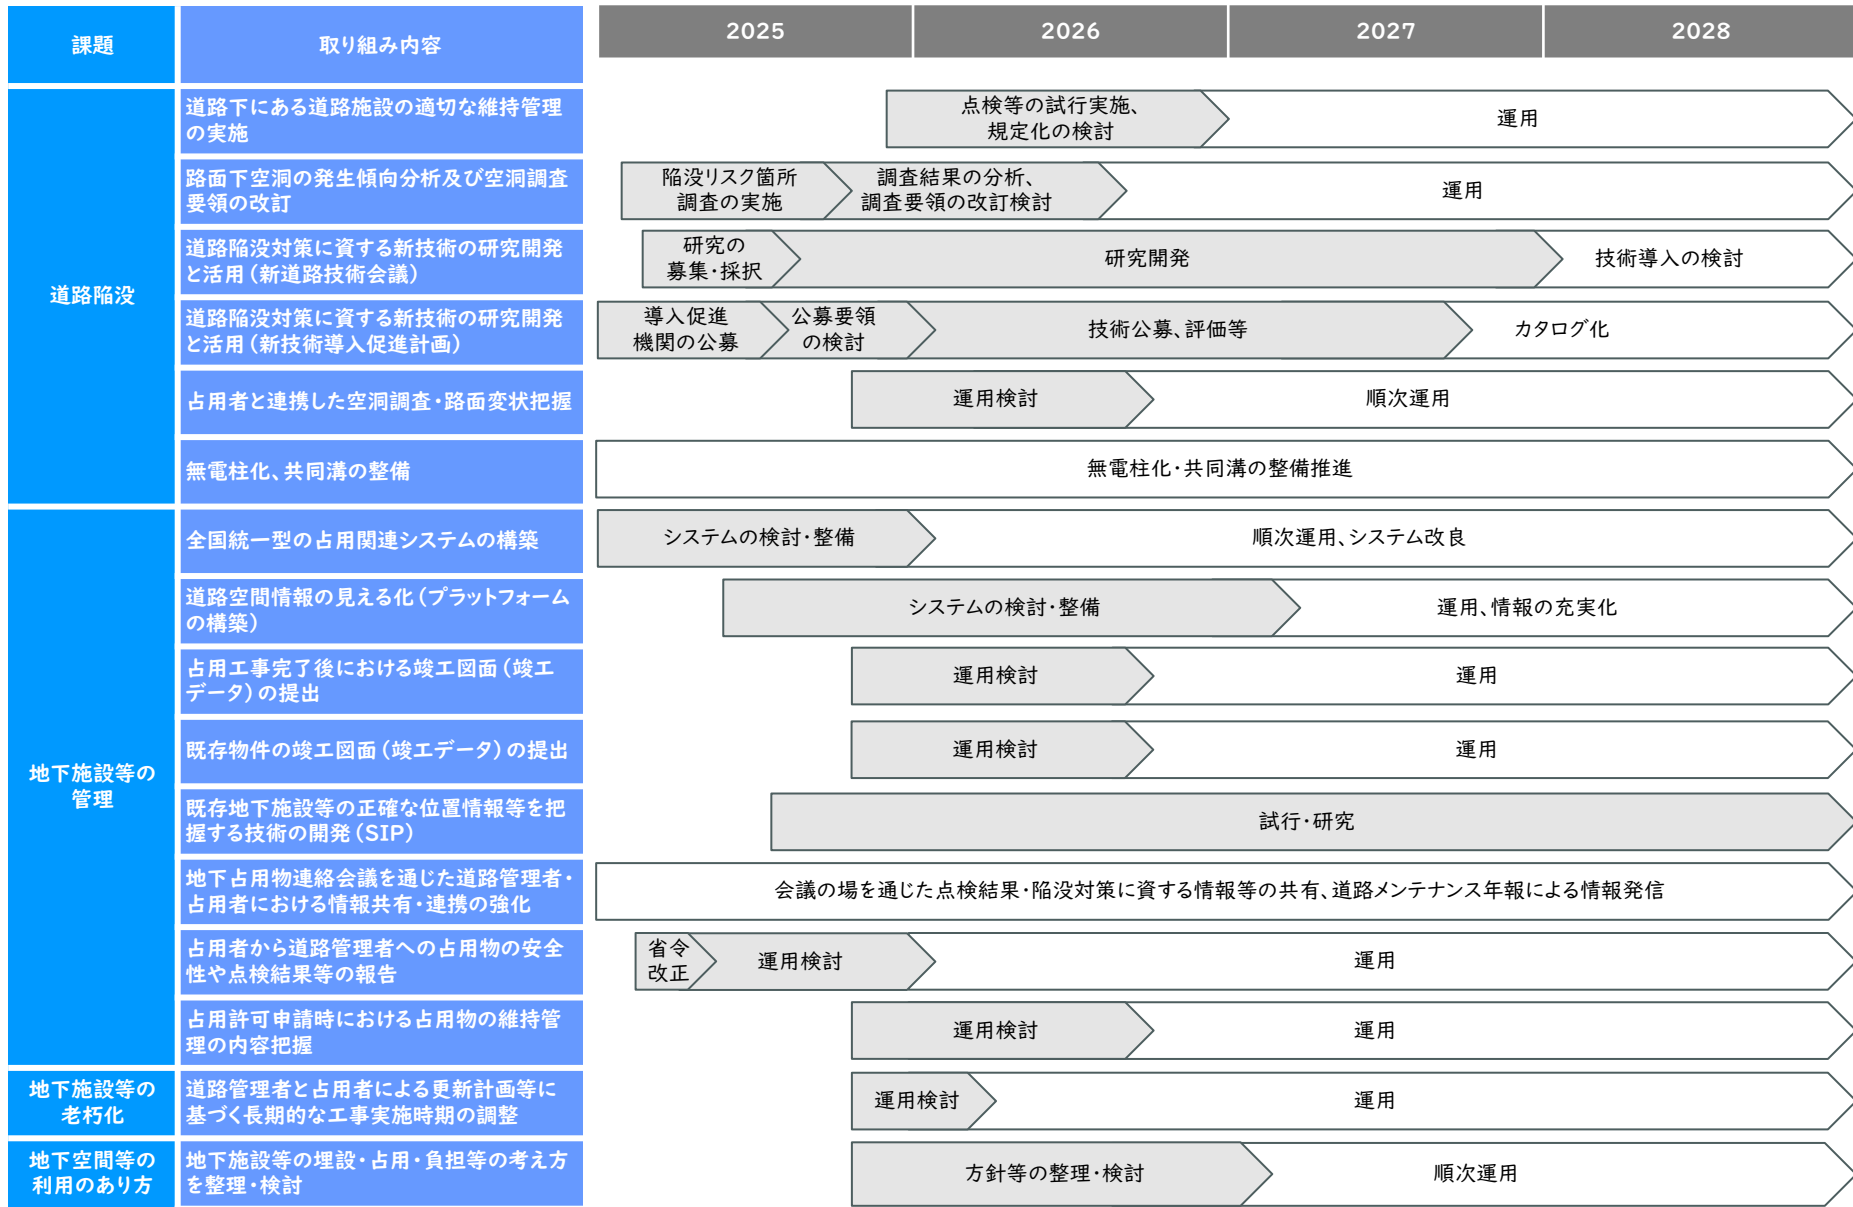 課題
取り組み内容
2025
2026
2027
2028
道路陥没
道路下にある道路施設の適切な維持管理
の実施
点検等の試行実施、
規定化の検討
運用
路面下空洞の発生傾向分析及び空洞調査
要領の改訂
陥没リスク箇所
調査の実施
調査結果の分析、
調査要領の改訂検討
運用
道路陥没対策に資する新技術の研究開発
と活用（新道路技術会議）
研究の
募集・採択
研究開発
技術導入の検討
道路陥没対策に資する新技術の研究開発
と活用（新技術導入促進計画）
導入促進
機関の公募
公募要領
の検討
技術公募、評価等
カタログ化
占用者と連携した空洞調査・路面変状把握
運用検討
順次運用
無電柱化、共同溝の整備
無電柱化・共同溝の整備推進
地下施設等の
管理
全国統一型の占用関連システムの構築
システムの検討・整備
順次運用、システム改良
道路空間情報の見える化（プラットフォーム
の構築）
システムの検討・整備
運用、情報の充実化
占用工事完了後における竣工図面（竣工
データ）の提出
運用検討
運用
既存物件の竣工図面（竣工データ）の提出
運用検討
運用
既存地下施設等の正確な位置情報等を把
握する技術の開発（SIP）
試行・研究
地下占用物連絡会議を通じた道路管理者・
占用者における情報共有・連携の強化
会議の場を通じた点検結果・陥没対策に資する情報等の共有、道路メンテナンス年報による情報発信
占用者から道路管理者への占用物の安全
性や点検結果等の報告
省令
改正
運用検討
運用
占用許可申請時における占用物の維持管
理の内容把握
運用検討
運用
地下施設等の
老朽化
道路管理者と占用者による更新計画等に
基づく長期的な工事実施時期の調整
運用検討
運用
地下空間等の
利用のあり方
地下施設等の埋設・占用・負担等の考え方
を整理・検討
方針等の整理・検討
順次運用